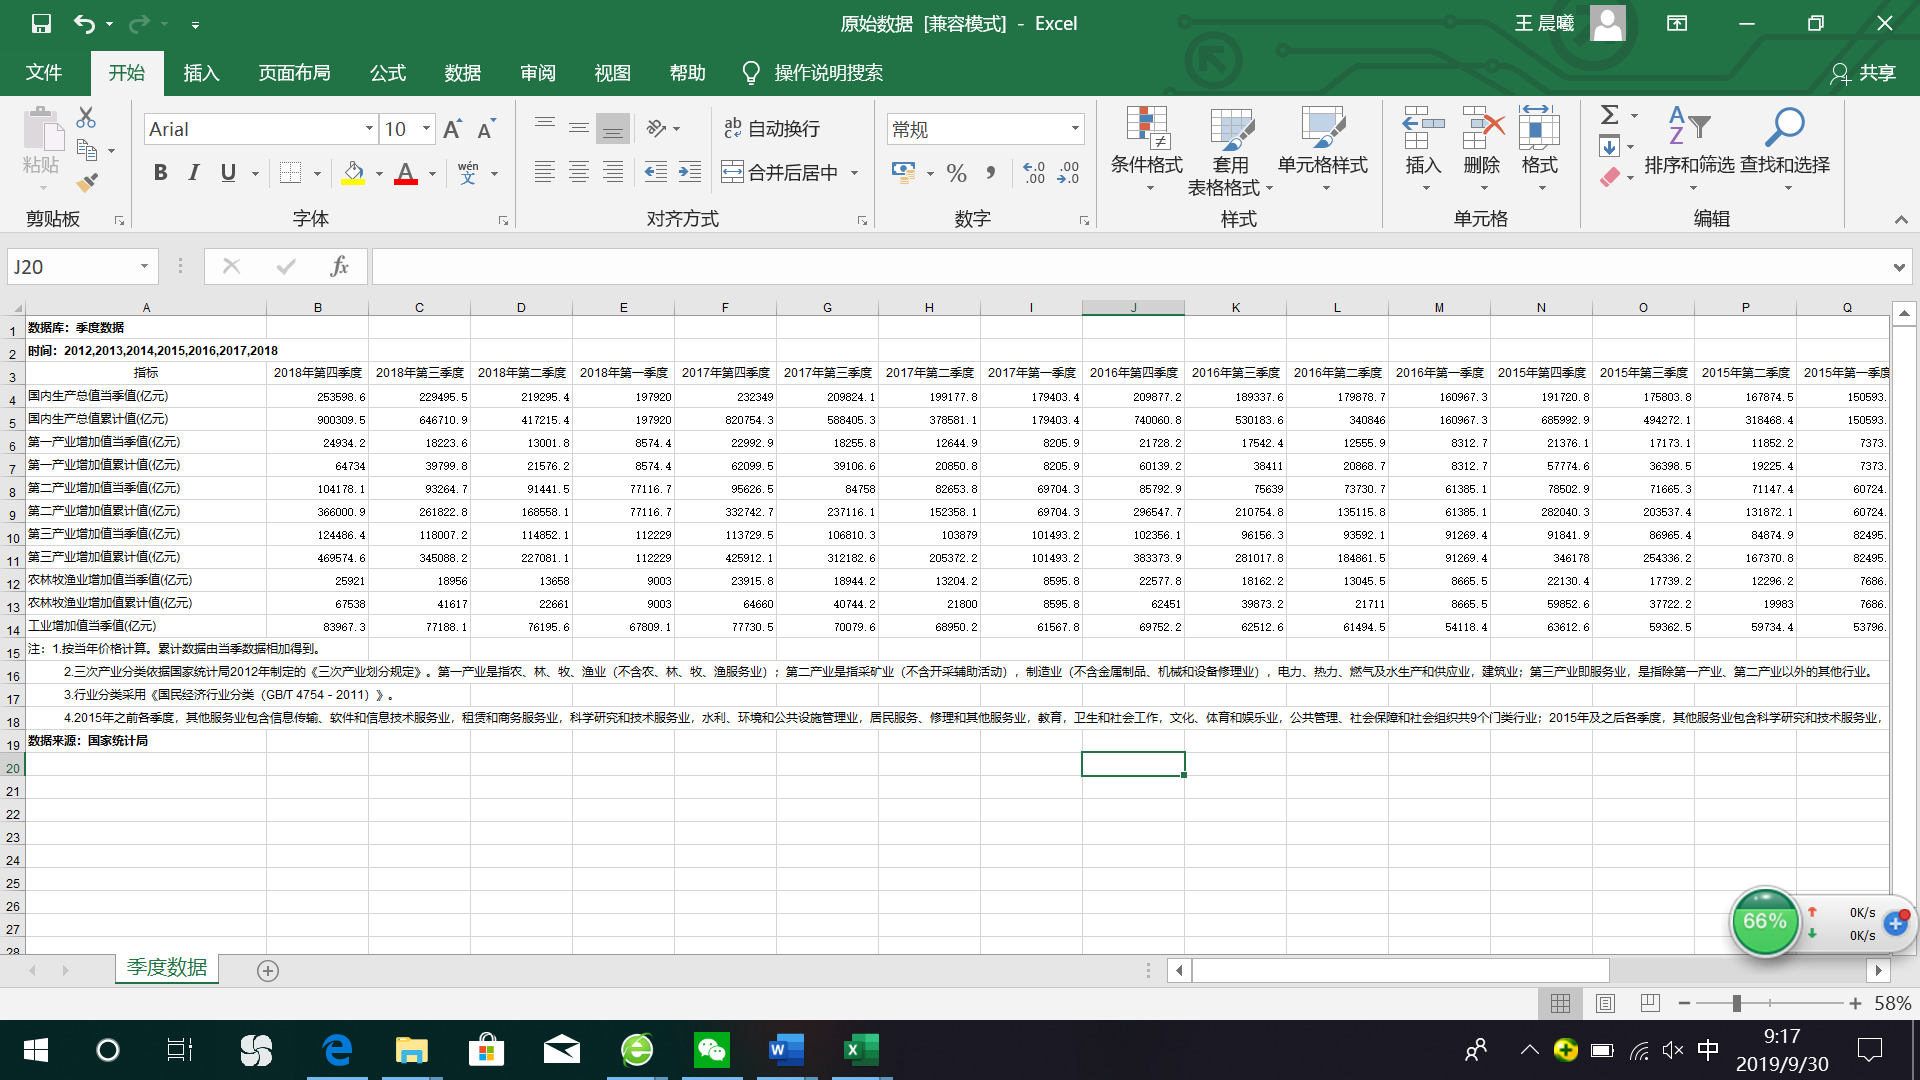 原始数据 [兼容模式] - Excel
王 晨曦
文件 开始 插入 页面布局 公式 数据 审阅 视图 帮助 操作说明搜索 共享
粘贴
剪贴板
Arial 10
B I U wén 文
字体
ab 自动换行
合并后居中
对齐方式
常规
% ,
数字
条件格式 套用 表格格式 单元格样式
样式
插入 删除 格式
单元格
排序和筛选 查找和选择
编辑
J20 fx
A B C D E F G H I J K L M N O P Q
1 数据库：季度数据
2 时间：2012,2013,2014,2015,2016,2017,2018
3 指标 2018年第四季度 2018年第三季度 2018年第二季度 2018年第一季度 2017年第四季度 2017年第三季度 2017年第二季度 2017年第一季度 2016年第四季度 2016年第三季度 2016年第二季度 2016年第一季度 2015年第四季度 2015年第三季度 2015年第二季度 2015年第一季度
4 国内生产总值当季值(亿元) 253598.6 229495.5 219295.4 197920 232349 209824.1 199177.8 179403.4 209877.2 189337.6 179878.7 160967.3 191720.8 175803.8 167874.5 150593.
5 国内生产总值累计值(亿元) 900309.5 646710.9 417215.4 197920 820754.3 588405.3 378581.1 179403.4 740060.8 530183.6 340846 160967.3 685992.9 494272.1 318468.4 150593.
6 第一产业增加值当季值(亿元) 24934.2 18223.6 13001.8 8574.4 22992.9 18255.8 12644.9 8205.9 21728.2 17542.4 12555.9 8312.7 21376.1 17173.1 11852.2 7373.
7 第一产业增加值累计值(亿元) 64734 39799.8 21576.2 8574.4 62099.5 39106.6 20850.8 8205.9 60139.2 38411 20868.7 8312.7 57774.6 36398.5 19225.4 7373.
8 第二产业增加值当季值(亿元) 104178.1 93264.7 91441.5 77116.7 95626.5 84758 82653.8 69704.3 85792.9 75639 73730.7 61385.1 78502.9 71665.3 71147.4 60724.
9 第二产业增加值累计值(亿元) 366000.9 261822.8 168558.1 77116.7 332742.7 237116.1 152358.1 69704.3 296547.7 210754.8 135115.8 61385.1 282040.3 203537.4 131872.1 60724.
10 第三产业增加值当季值(亿元) 124486.4 118007.2 114852.1 112229 113729.5 106810.3 103879 101493.2 102356.1 96156.3 93592.1 91269.4 91841.9 86965.4 84874.9 82495.
11 第三产业增加值累计值(亿元) 469574.6 345088.2 227081.1 112229 425912.1 312182.6 205372.2 101493.2 383373.9 281017.8 184861.5 91269.4 346178 254336.2 167370.8 82495.
12 农林牧渔业增加值当季值(亿元) 25921 18956 13658 9003 23915.8 18944.2 13204.2 8595.8 22577.8 18162.2 13045.5 8665.5 22130.4 17739.2 12296.2 7686.
13 农林牧渔业增加值累计值(亿元) 67538 41617 22661 9003 64660 40744.2 21800 8595.8 62451 39873.2 21711 8665.5 59852.6 37722.2 19983 7686.
14 工业增加值当季值(亿元) 83967.3 77188.1 76195.6 67809.1 77730.5 70079.6 68950.2 61567.8 69752.2 62512.6 61494.5 54118.4 63612.6 59362.5 59734.4 53796.
15 注：1.按当年价格计算。累计数据由当季数据相加得到。
16 2.三次产业分类依据国家统计局2012年制定的《三次产业划分规定》。第一产业是指农、林、牧、渔业（不含农、林、牧、渔服务业）；第二产业是指采矿业（不含开采辅助活动），制造业（不含金属制品、机械和设备修理业），电力、热力、燃气及水生产和供应业，建筑业；第三产业即服务业，是指除第一产业、第二产业以外的其他行业。
17 3.行业分类采用《国民经济行业分类（GB/T 4754－2011）》。
18 4.2015年之前各季度，其他服务业包含信息传输、软件和信息技术服务业，租赁和商务服务业，科学研究和技术服务业，水利、环境和公共设施管理业，居民服务、修理和其他服务业，教育，卫生和社会工作，文化、体育和娱乐业，公共管理、社会保障和社会组织共9个门类行业；2015年及之后各季度，其他服务业包含科学研究和技术服务业，
19 数据来源：国家统计局
20
21
22
23
24
25
26
27
28
66% 0K/s
0K/s
季度数据
58%
中 9:17
2019/9/30